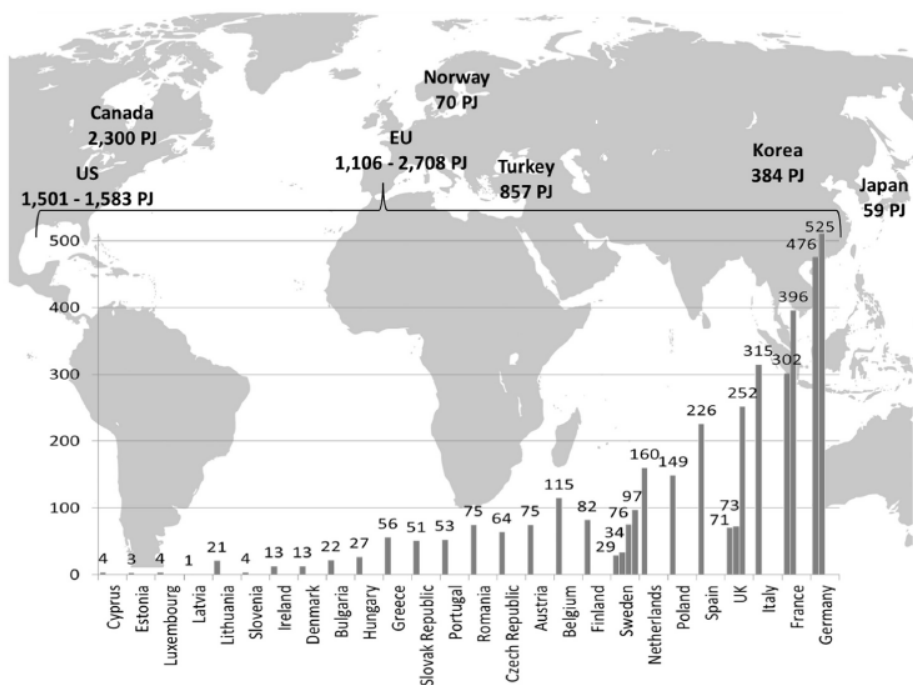 Norway
70 PJ
Canada
2,300 PJ
EU
1,106 - 2,708 PJ
US
1,501 - 1,583 PJ
Turkey
857 PJ
Korea
384 PJ
Japan
59 PJ
500
400
300
200
100
0
4
3
4
1
21
4
13
13
22
27
56
51
53
75
64
75
115
82
29
34
76
97
160
149
226
71
73
252
315
302
396
476
525
Cyprus
Estonia
Luxembourg
Latvia
Lithuania
Slovenia
Ireland
Denmark
Bulgaria
Hungary
Greece
Slovak Republic
Portugal
Romania
Czech Republic
Austria
Belgium
Finland
Sweden
Netherlands
Poland
Spain
UK
Italy
France
Germany